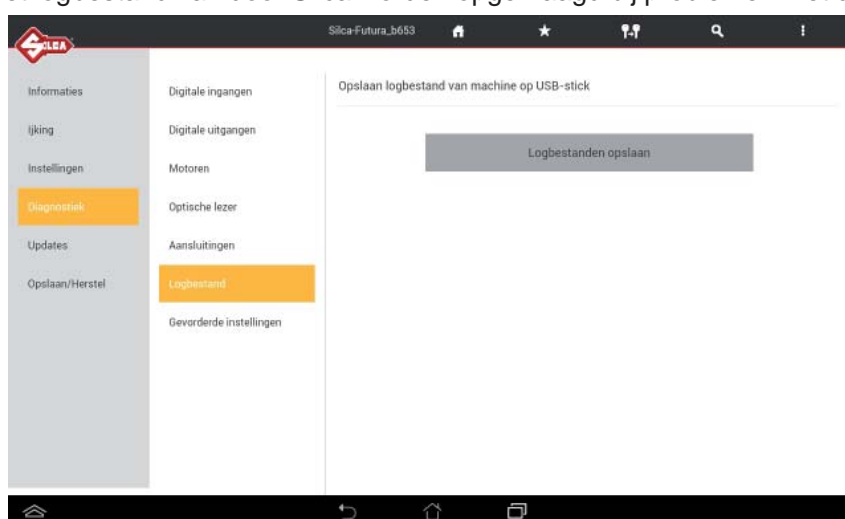 SILCA
Silca-Futura_b653
Informaties
Ijking
Instellingen
Diagnostiek
Updates
Opslaan/Herstel
Digitale ingangen
Digitale uitgangen
Motoren
Optische lezer
Aansluitingen
Logbestand
Gevorderde instellingen
Opslaan logbestand van machine op USB-stick
Logbestanden opslaan